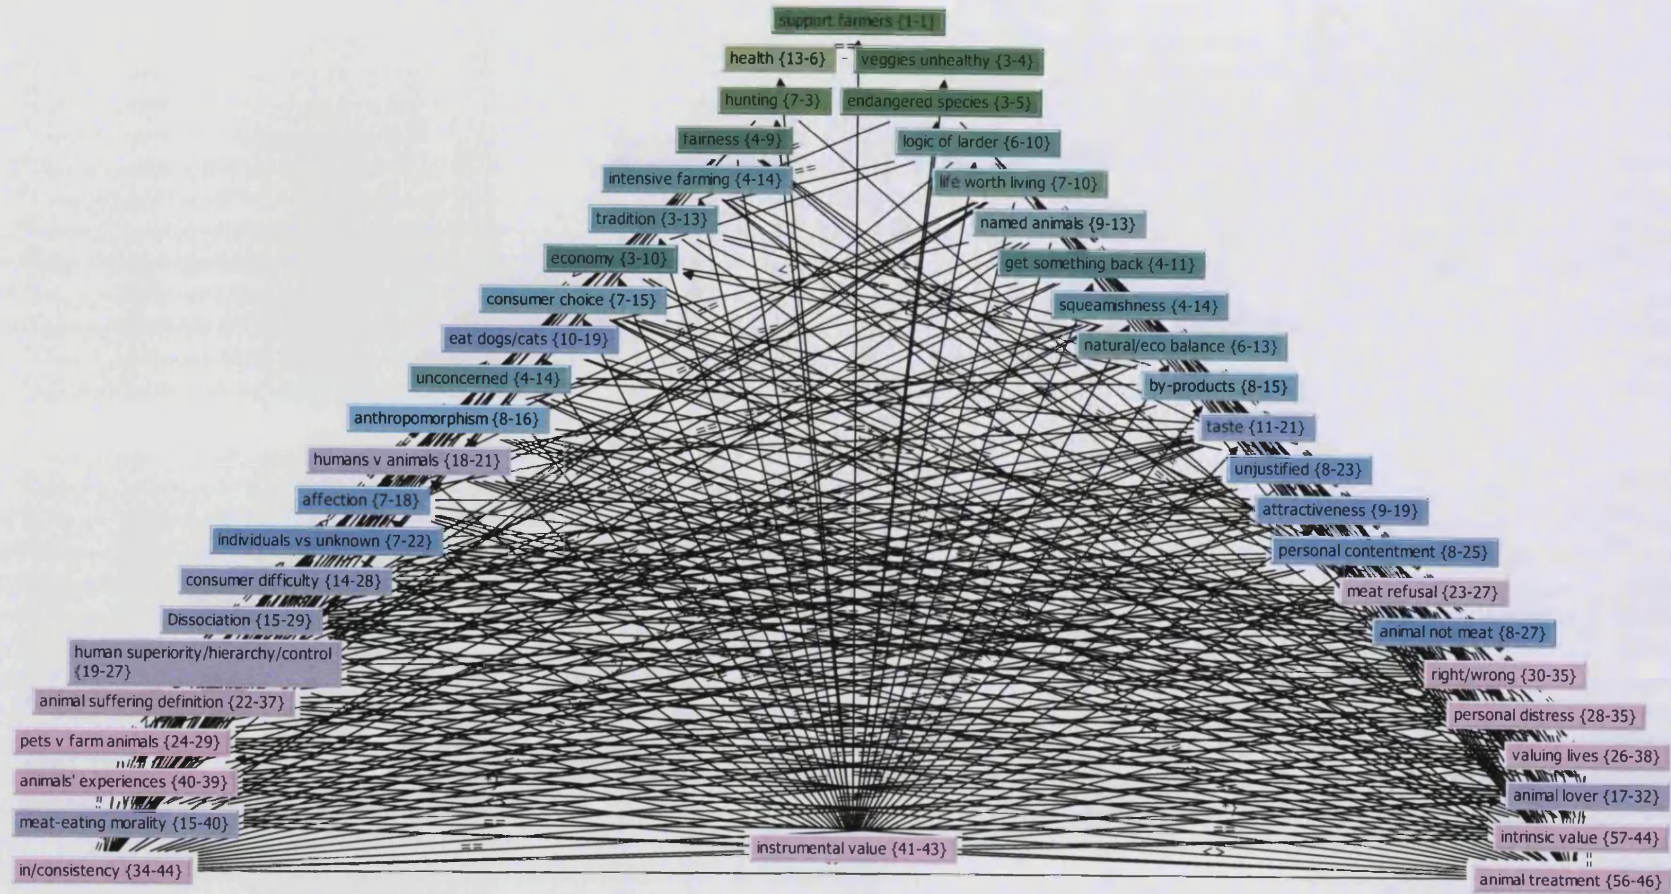 support farmers {1-1}
health {13-6}
veggies unhealthy {3-4}
hunting {7-3}
endangered species {3-5}
fairness {4-9}
logic of larder {6-10}
intensive farming {4-14}
life worth living {7-10}
tradition {3-13}
named animals {9-13}
economy {3-10}
get something back {4-11}
consumer choice {7-15}
squeamishness {4-14}
eat dogs/cats {10-19}
natural/eco balance {6-13}
unconcerned {4-14}
by-products {8-15}
anthropomorphism {8-16}
taste {11-21}
humans v animals {18-21}
unjustified {8-23}
affection {7-18}
attractiveness {9-19}
individuals vs unknown {7-22}
personal contentment {8-25}
consumer difficulty {14-28}
meat refusal {23-27}
Dissociation {15-29}
animal not meat {8-27}
human superiority/hierarchy/control
{19-27}
right/wrong {30-35}
animal suffering definition {22-37}
personal distress {28-35}
pets v farm animals {24-29}
valuing lives {26-38}
animals' experiences {40-39}
animal lover {17-32}
meat-eating morality {15-40}
intrinsic value {57-44}
instrumental value {41-43}
in/consistency {34-44}
animal treatment {56-46}